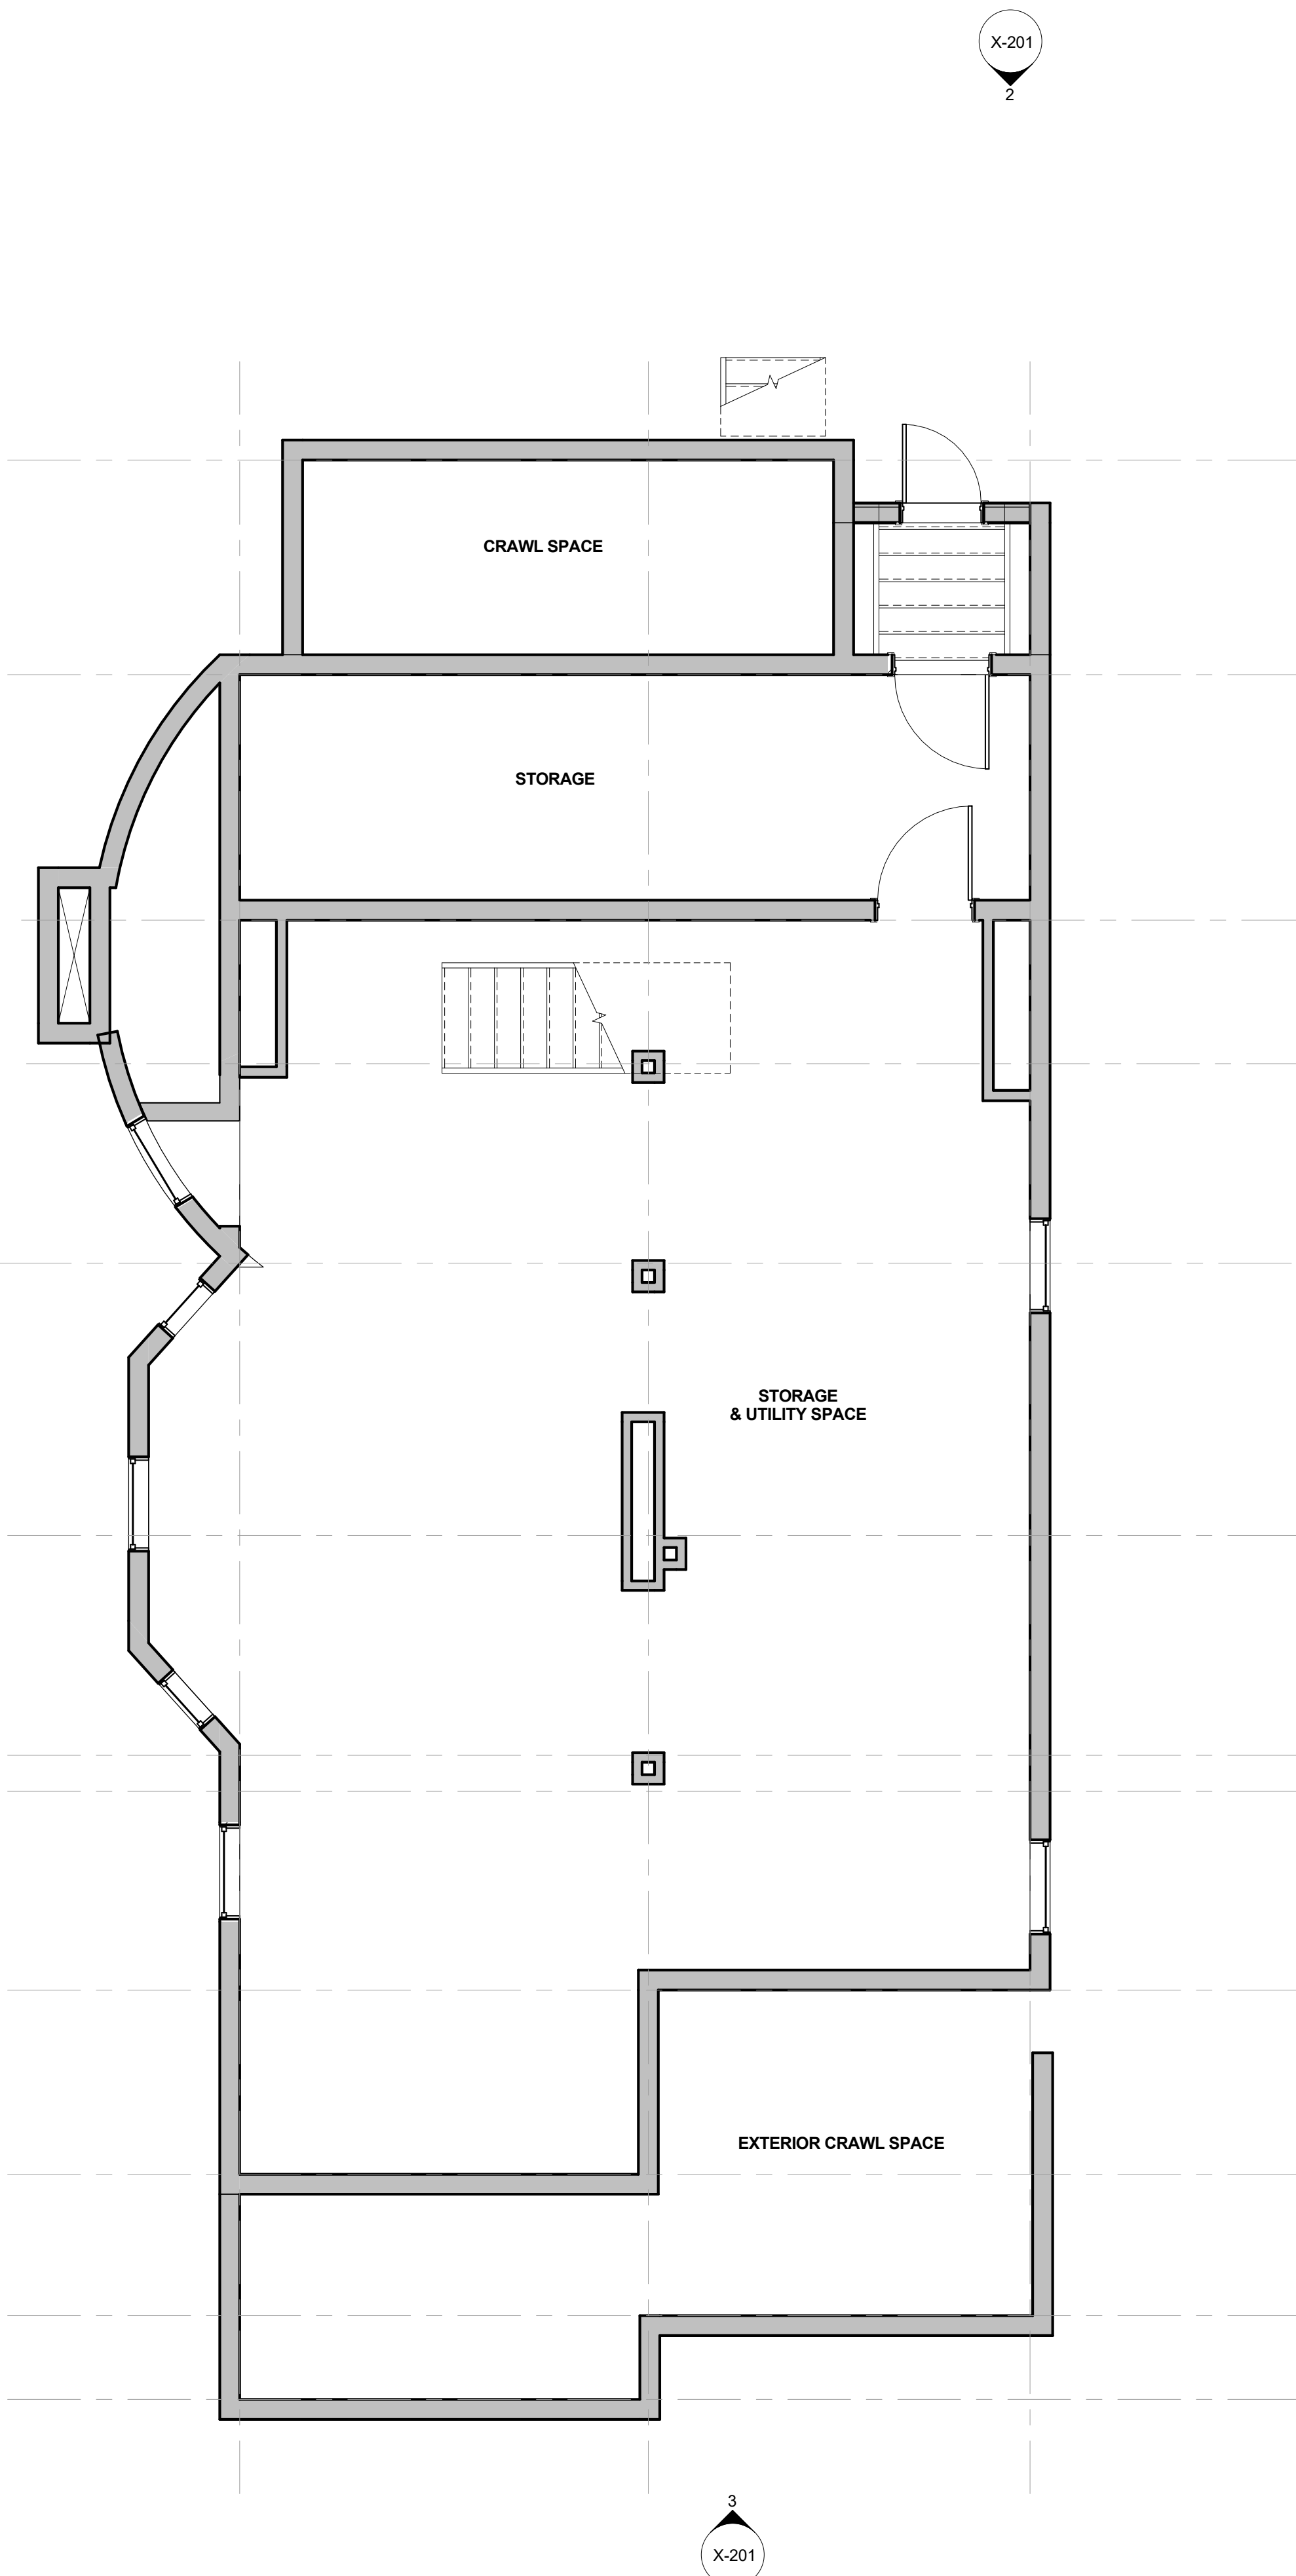 X-201
2
CRAWL SPACE
STORAGE
STORAGE
& UTILITY SPACE
EXTERIOR CRAWL SPACE
3
X-201